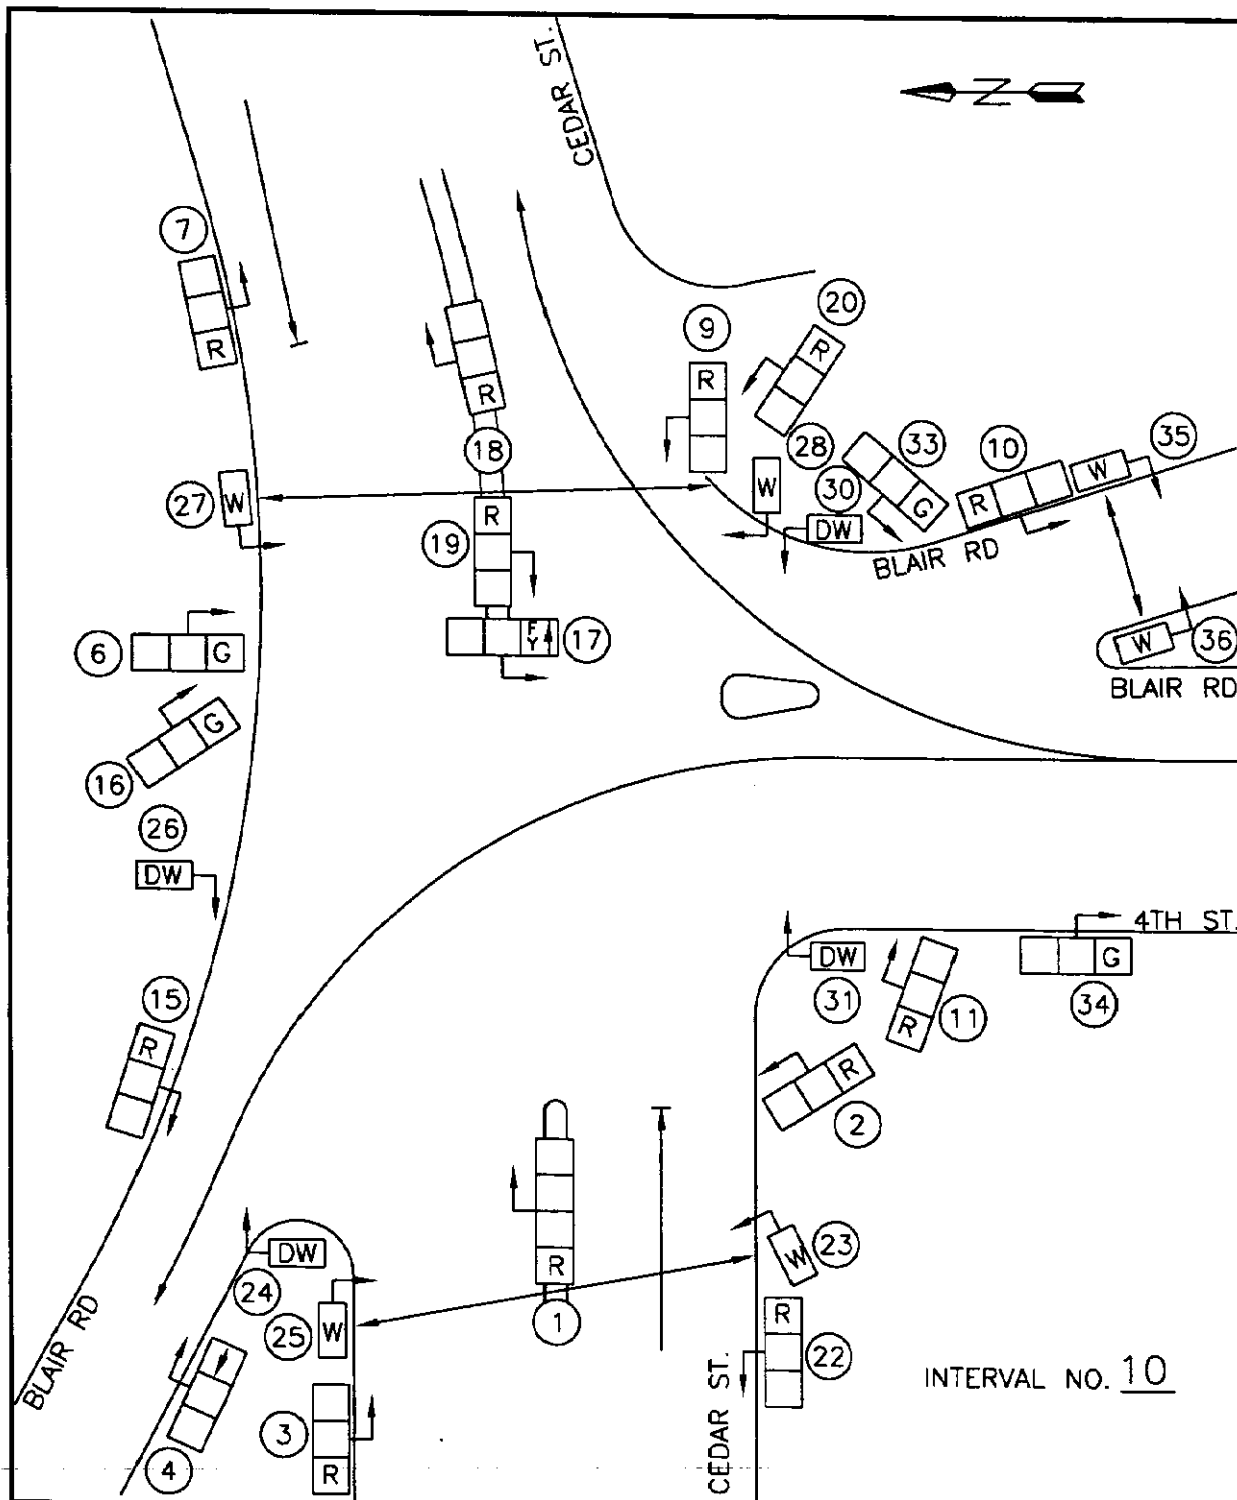 CEDAR ST.
N
7
R
R
9
R
20
R
18
28
33
10
35
W
27
W
W
30
G
R
19
R
DW
BLAIR RD
6
G
FY
17
W
36
BLAIR RD
16
G
26
DW
4TH ST.
DW
31
R
11
G
34
15
R
R
2
DW
24
W
23
R
1
25
W
R
22
BLAIR RD
INTERVAL NO. 10
3
R
4
CEDAR ST.